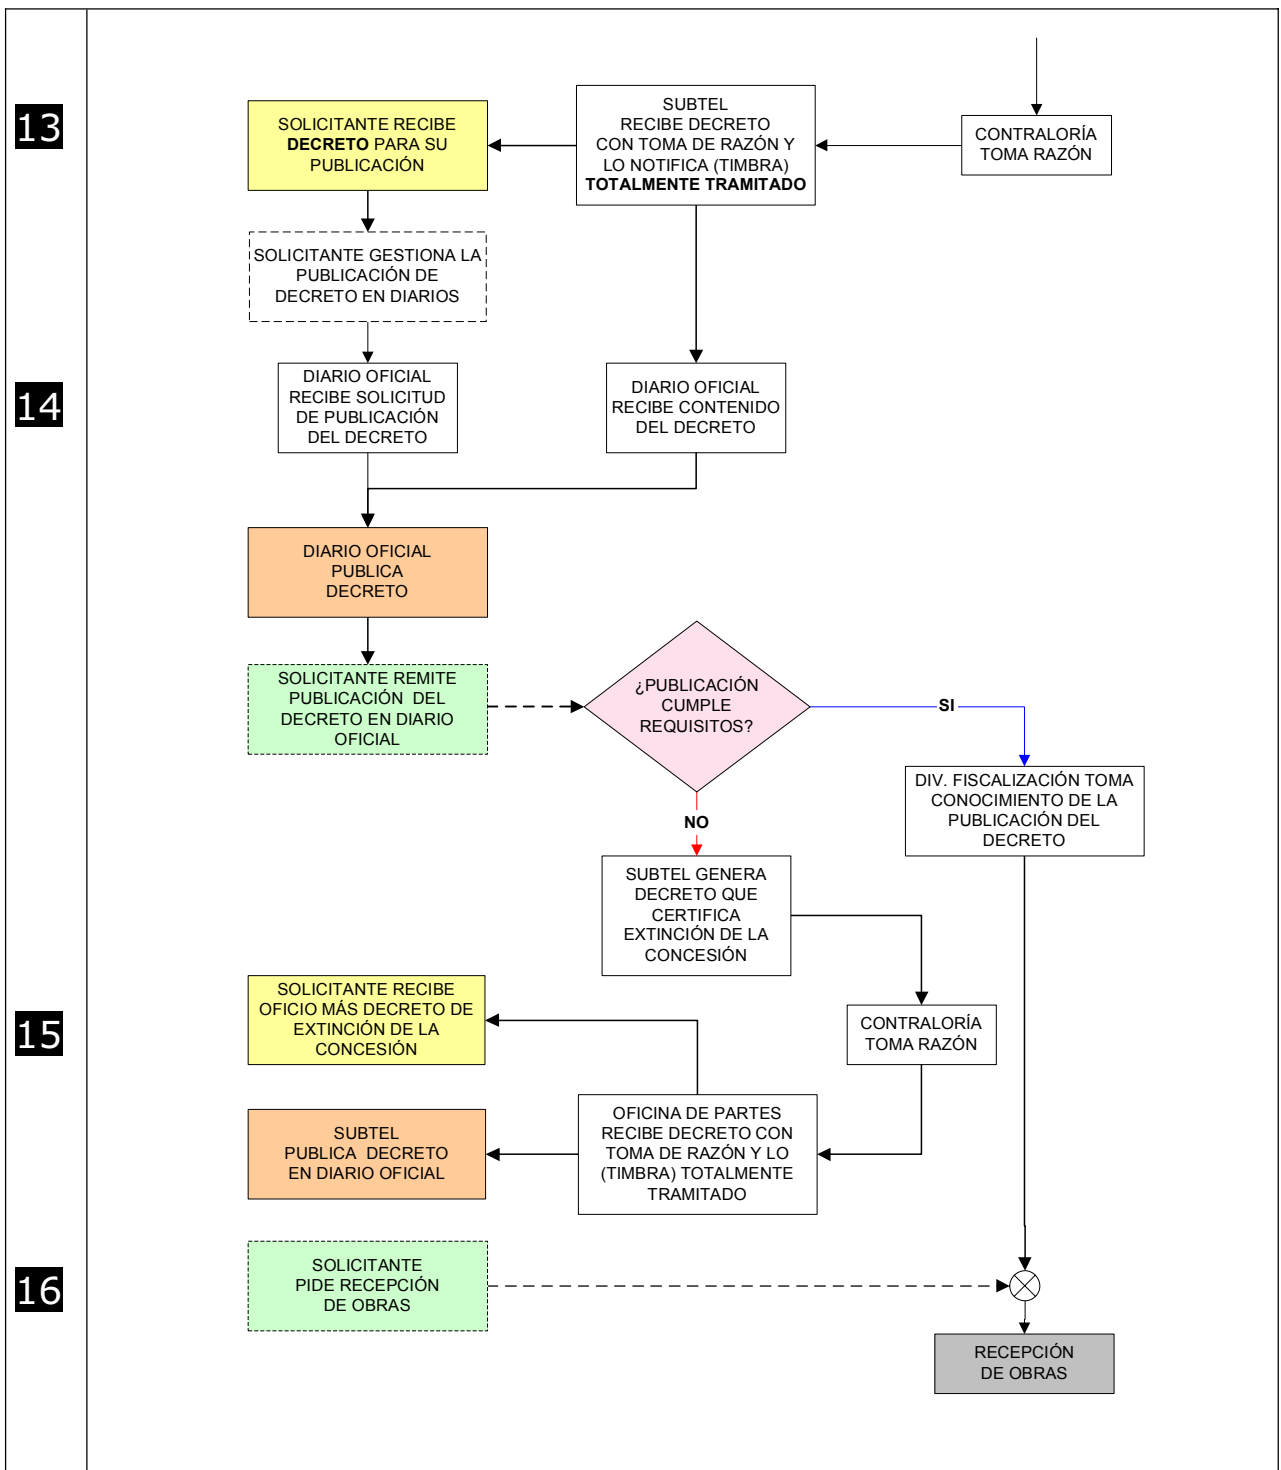 13
SOLICITANTE RECIBE
DECRETO PARA SU
PUBLICACIÓN
SUBTEL
RECIBE DECRETO
CON TOMA DE RAZÓN Y
LO NOTIFICA (TIMBRA)
TOTALMENTE TRAMITADO
CONTRALORÍA
TOMA RAZÓN
SOLICITANTE GESTIONA LA
PUBLICACIÓN DE
DECRETO EN DIARIOS
14
DIARIO OFICIAL
RECIBE SOLICITUD
DE PUBLICACIÓN
DEL DECRETO
DIARIO OFICIAL
RECIBE CONTENIDO
DEL DECRETO
DIARIO OFICIAL
PUBLICA
DECRETO
SOLICITANTE REMITE
PUBLICACIÓN DEL
DECRETO EN DIARIO
OFICIAL
¿PUBLICACIÓN
CUMPLE
REQUISITOS?
SI
DIV. FISCALIZACIÓN TOMA
CONOCIMIENTO DE LA
PUBLICACIÓN DEL
DECRETO
NO
SUBTEL GENERA
DECRETO QUE
CERTIFICA
EXTINCIÓN DE LA
CONCESIÓN
15
SOLICITANTE RECIBE
OFICIO MÁS DECRETO DE
EXTINCIÓN DE LA
CONCESIÓN
CONTRALORÍA
TOMA RAZÓN
SUBTEL
PUBLICA DECRETO
EN DIARIO OFICIAL
OFICINA DE PARTES
RECIBE DECRETO CON
TOMA DE RAZÓN Y LO
(TIMBRA) TOTALMENTE
TRAMITADO
16
SOLICITANTE
PIDE RECEPCIÓN
DE OBRAS
RECEPCIÓN
DE OBRAS